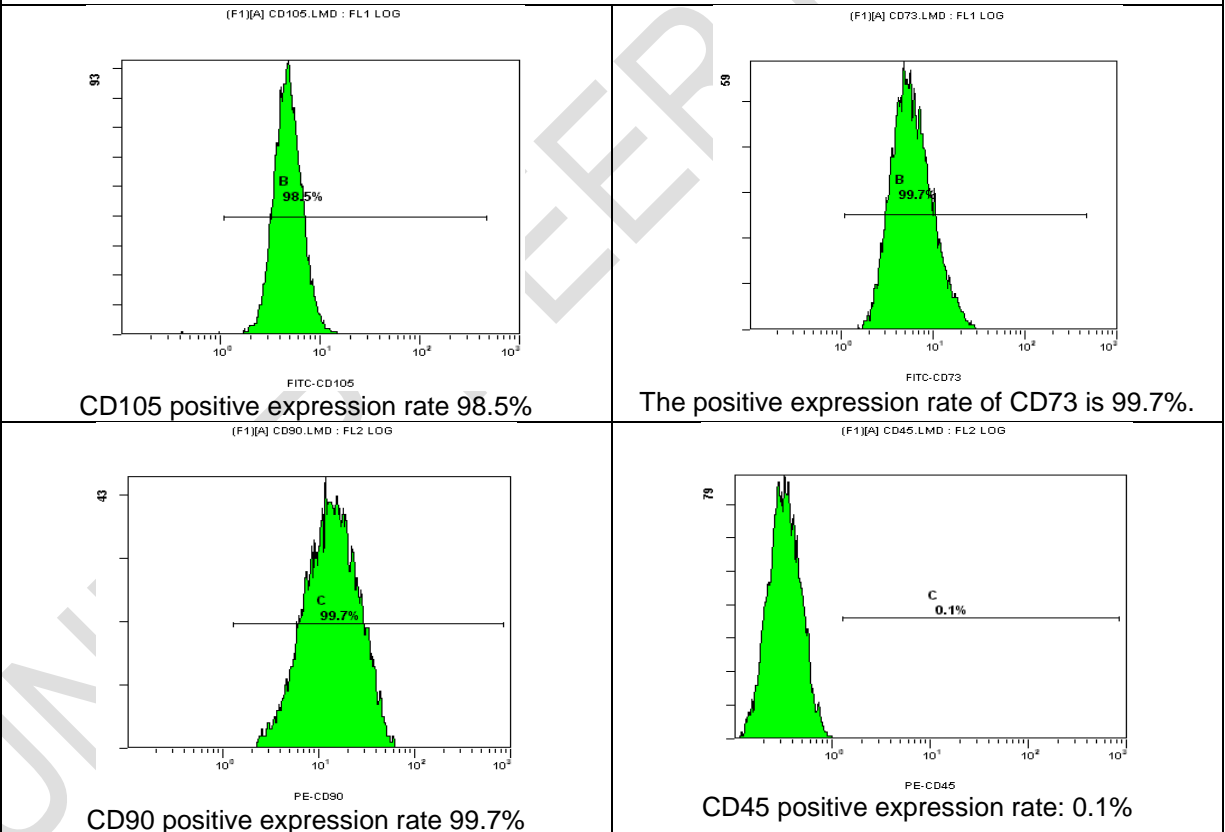 (F1)[A] CD105.LMD : FL1 LOG
93
B
98.5%
10⁰ 10¹ 10² 10³
FITC-CD105
CD105 positive expression rate 98.5%
(F1)[A] CD73.LMD : FL1 LOG
59
B
99.7%
10⁰ 10¹ 10² 10³
FITC-CD73
The positive expression rate of CD73 is 99.7%.
(F1)[A] CD90.LMD : FL2 LOG
43
C
99.7%
10⁰ 10¹ 10² 10³
PE-CD90
CD90 positive expression rate 99.7%
(F1)[A] CD45.LMD : FL2 LOG
79
C
0.1%
10⁰ 10¹ 10² 10³
PE-CD45
CD45 positive expression rate: 0.1%